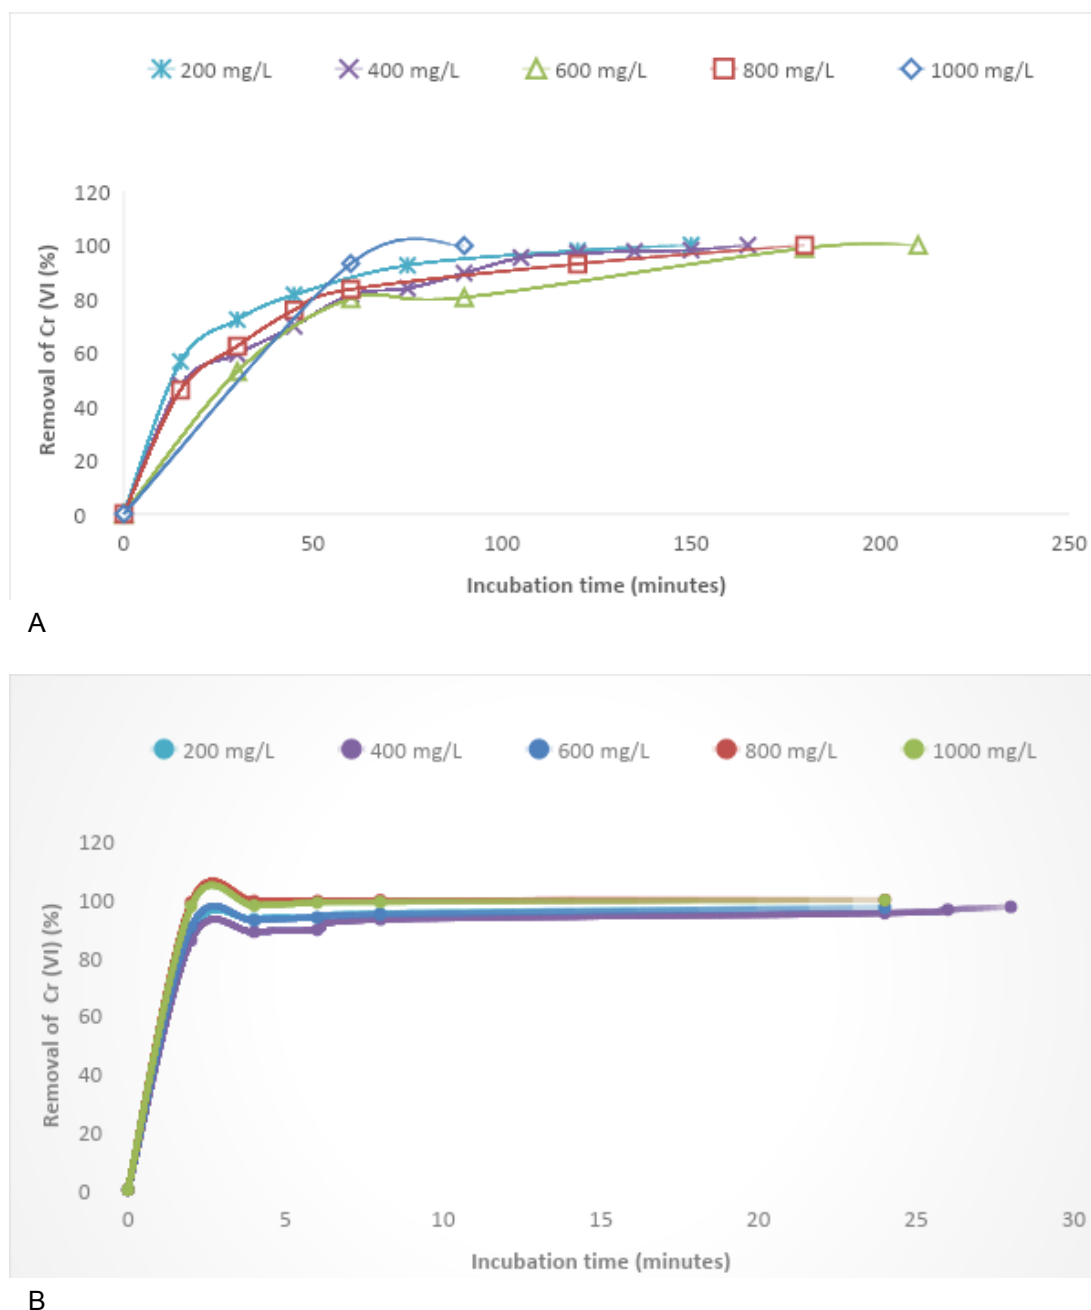 200 mg/L 400 mg/L 600 mg/L 800 mg/L 1000 mg/L
120
100
80
60
40
20
0
Removal of Cr (VI (%)
0 50 100 150 200 250
Incubation time (minutes)
A
200 mg/L 400 mg/L 600 mg/L 800 mg/L 1000 mg/L
120
100
80
60
40
20
0
Removal of Cr (VI) (%)
0 5 10 15 20 25 30
Incubation time (minutes)
B